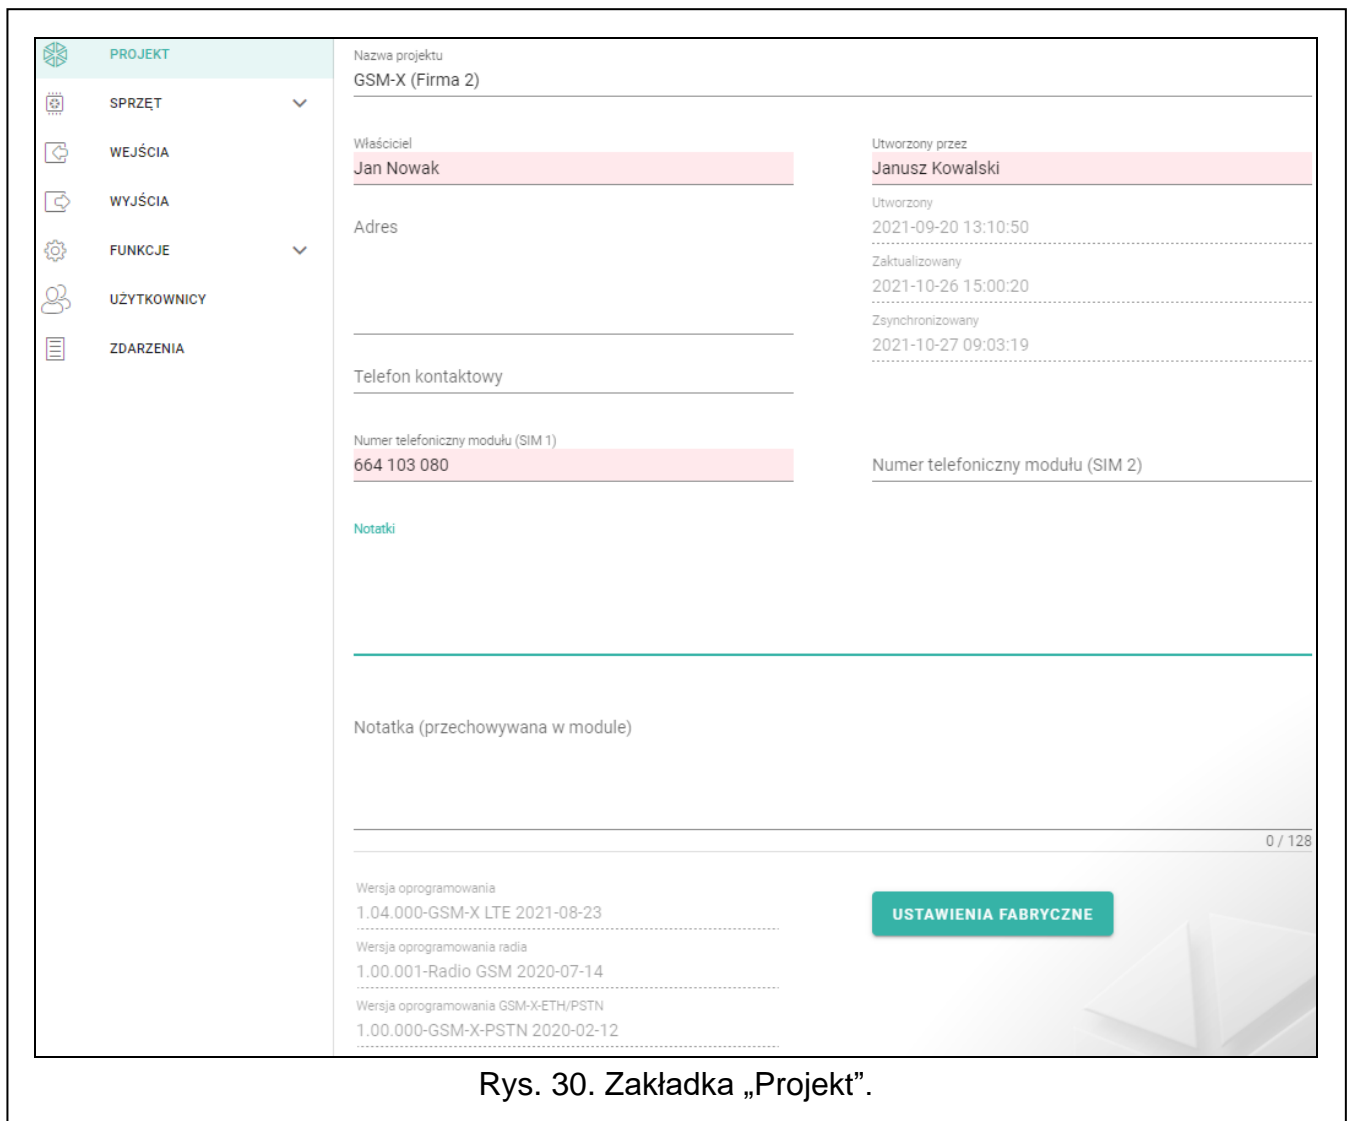 PROJEKT
SPRZĘT
WEJŚCIA
WYJŚCIA
FUNKCJE
UŻYTKOWNICY
ZDARZENIA
Nazwa projektu
GSM-X (Firma 2)
Właściciel
Jan Nowak
Utworzony przez
Janusz Kowalski
Utworzony
2021-09-20 13:10:50
Adres
Zaktualizowany
2021-10-26 15:00:20
Zsynchronizowany
2021-10-27 09:03:19
Telefon kontaktowy
Numer telefoniczny modułu (SIM 1)
664 103 080
Numer telefoniczny modułu (SIM 2)
Notatki
Notatka (przechowywana w module)
0 / 128
Wersja oprogramowania
1.04.000-GSM-X LTE 2021-08-23
USTAWIENIA FABRYCZNE
Wersja oprogramowania radia
1.00.001-Radio GSM 2020-07-14
Wersja oprogramowania GSM-X-ETH/PSTN
1.00.000-GSM-X-PSTN 2020-02-12
Rys. 30. Zakładka „Projekt”.